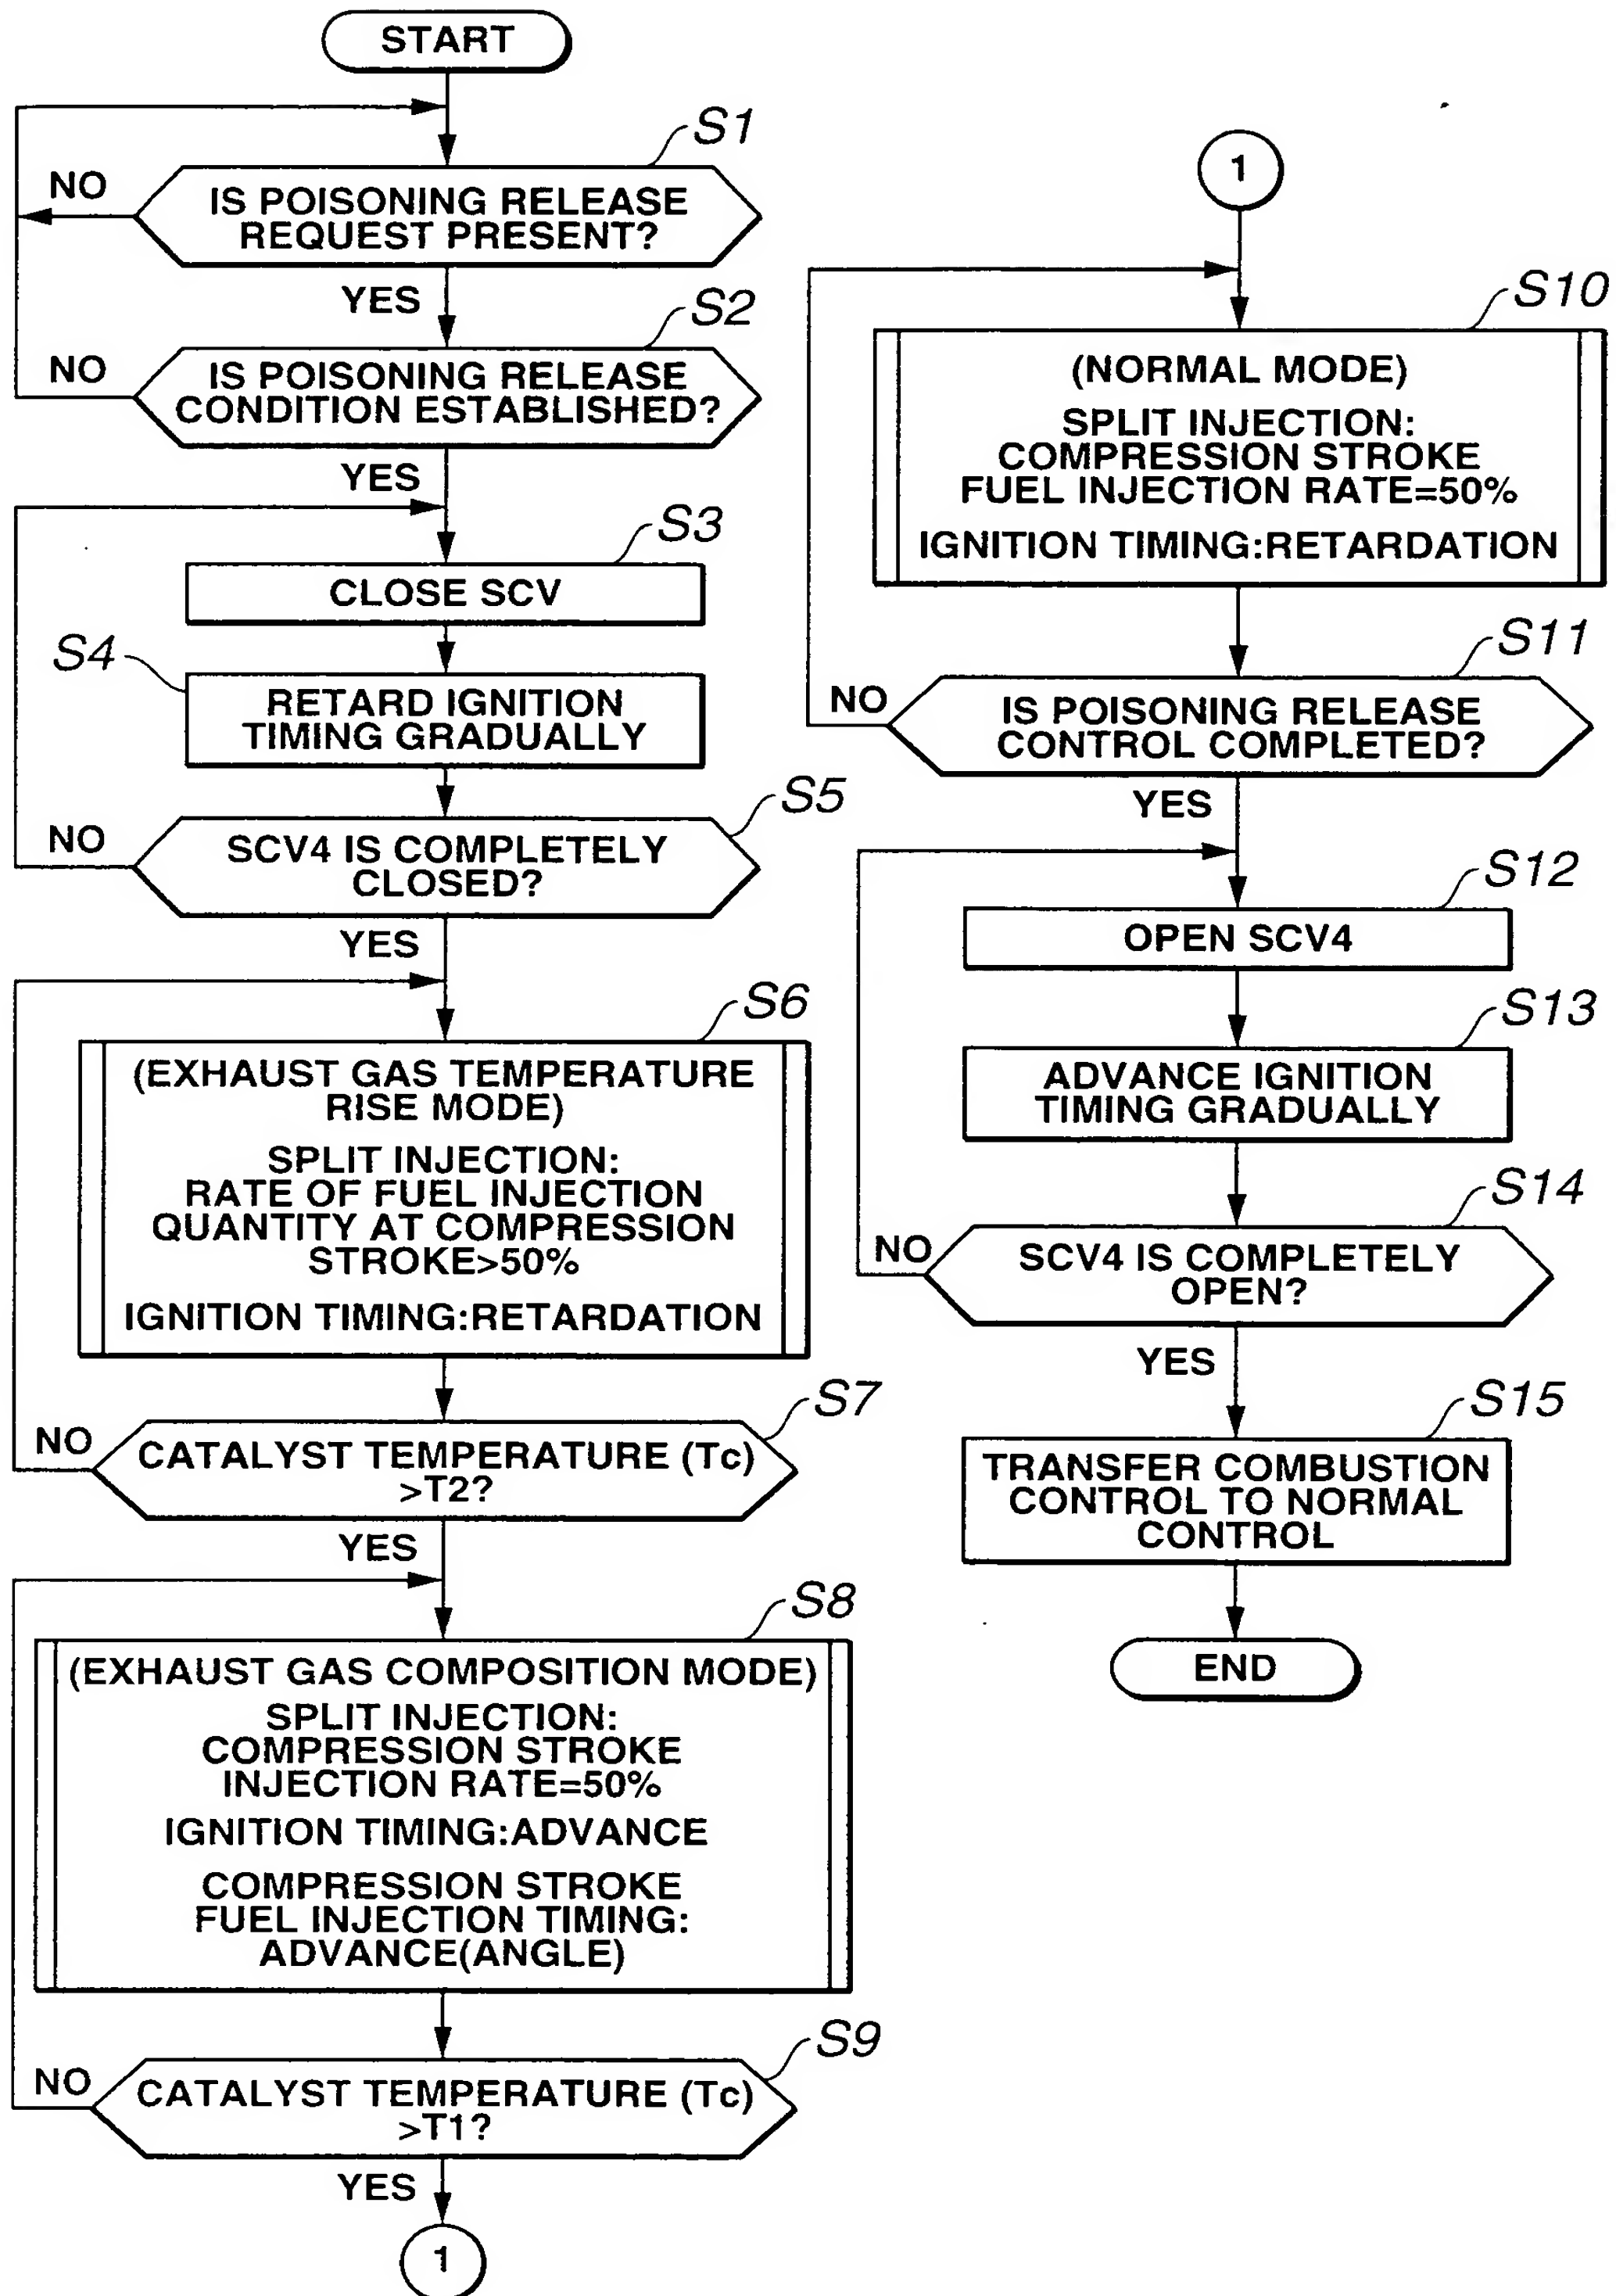 START
S1
NO
IS POISONING RELEASE
REQUEST PRESENT?
YES
S2
NO
IS POISONING RELEASE
CONDITION ESTABLISHED?
YES
S3
CLOSE SCV
S4
RETARD IGNITION
TIMING GRADUALLY
S5
NO
SCV4 IS COMPLETELY
CLOSED?
YES
S6
(EXHAUST GAS TEMPERATURE
RISE MODE)
SPLIT INJECTION:
RATE OF FUEL INJECTION
QUANTITY AT COMPRESSION
STROKE>50%
IGNITION TIMING:RETARDATION
S7
NO
CATALYST TEMPERATURE (Tc)
>T2?
YES
S8
(EXHAUST GAS COMPOSITION MODE)
SPLIT INJECTION:
COMPRESSION STROKE
INJECTION RATE=50%
IGNITION TIMING:ADVANCE
COMPRESSION STROKE
FUEL INJECTION TIMING:
ADVANCE(ANGLE)
S9
NO
CATALYST TEMPERATURE (Tc)
>T1?
YES
1
1
S10
(NORMAL MODE)
SPLIT INJECTION:
COMPRESSION STROKE
FUEL INJECTION RATE=50%
IGNITION TIMING:RETARDATION
S11
NO
IS POISONING RELEASE
CONTROL COMPLETED?
YES
S12
OPEN SCV4
S13
ADVANCE IGNITION
TIMING GRADUALLY
S14
NO
SCV4 IS COMPLETELY
OPEN?
YES
S15
TRANSFER COMBUSTION
CONTROL TO NORMAL
CONTROL
END